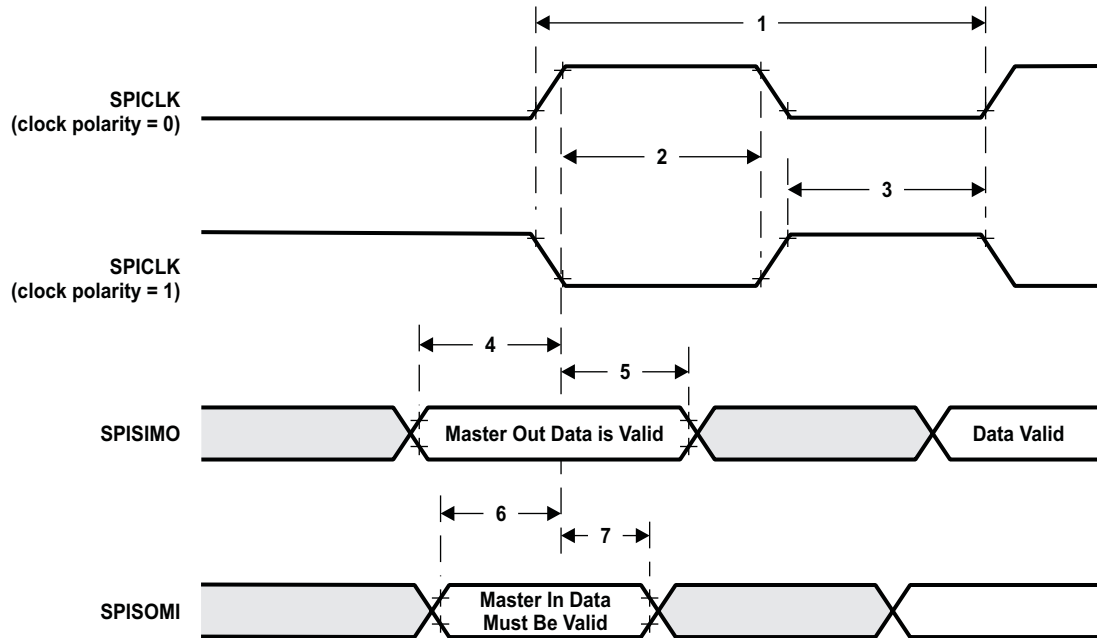 1
SPICLK
(clock polarity = 0)
2
3
SPICLK
(clock polarity = 1)
4
5
SPISIMO
Master Out Data is Valid
Data Valid
6
7
SPISOMI
Master In Data
Must Be Valid